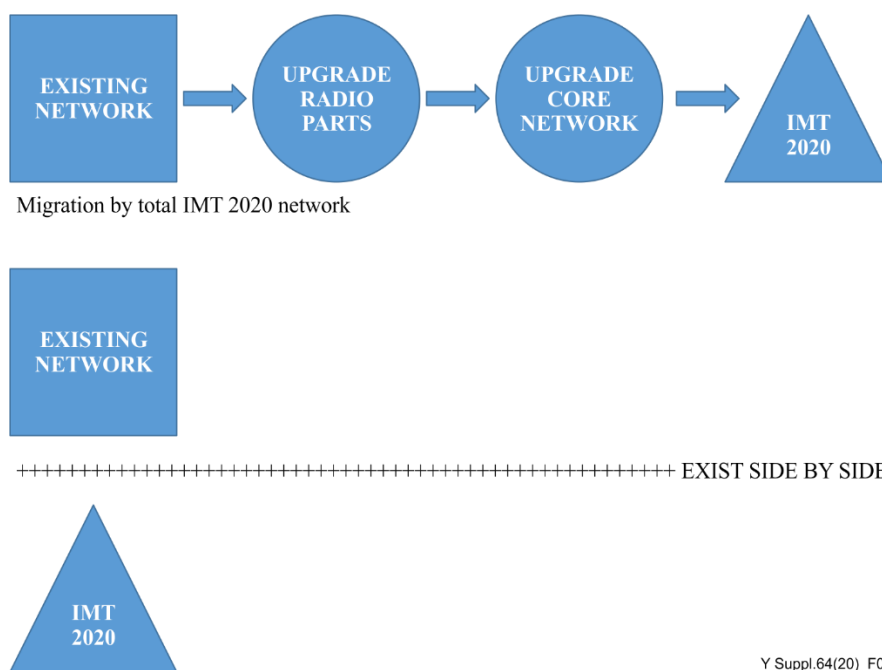 EXISTING
NETWORK
UPGRADE
RADIO
PARTS
UPGRADE
CORE
NETWORK
IMT
2020
Migration by total IMT 2020 network
EXISTING
NETWORK
EXIST SIDE BY SIDE
IMT
2020
Y Suppl.64(20)